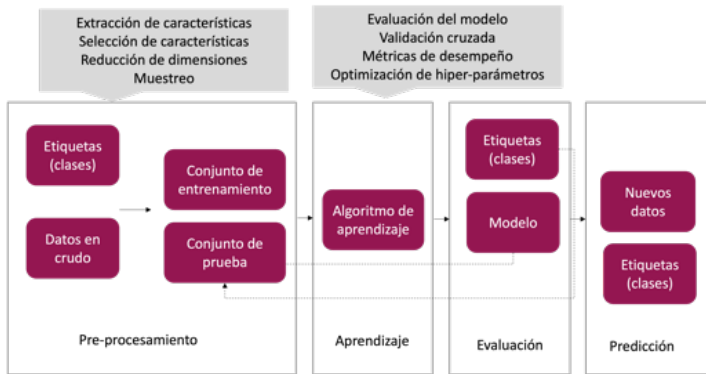 Extracción de características
Selección de características
Reducción de dimensiones
Muestreo
Evaluación del modelo
Validación cruzada
Métricas de desempeño
Optimización de hiper-parámetros
Etiquetas
(clases)
Datos en
crudo
Conjunto de
entrenamiento
Conjunto de
prueba
Pre-procesamiento
Algoritmo de
aprendizaje
Aprendizaje
Etiquetas
(clases)
Modelo
Evaluación
Nuevos
datos
Etiquetas
(clases)
Predicción